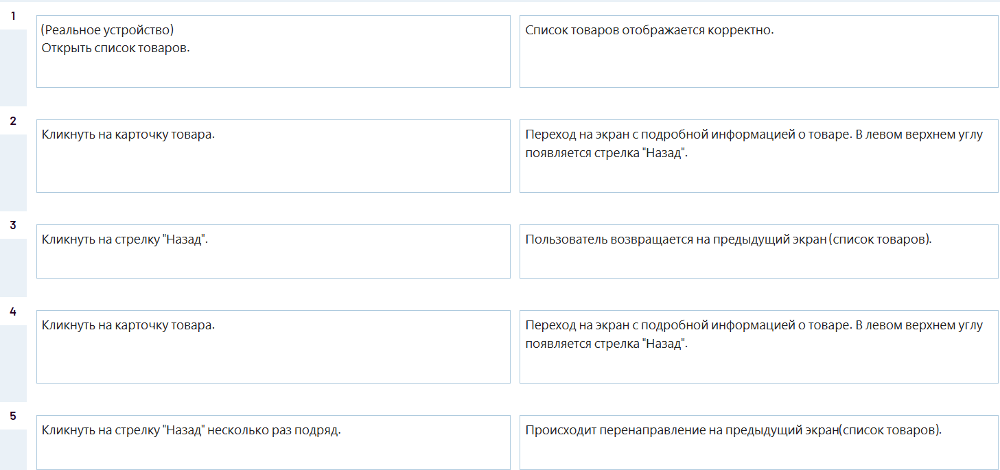 1
(Реальное устройство)
Открыть список товаров.
Список товаров отображается корректно.
2
Кликнуть на карточку товара.
Переход на экран с подробной информацией о товаре. В левом верхнем углу
появляется стрелка "Назад".
3
Кликнуть на стрелку "Назад".
Пользователь возвращается на предыдущий экран (список товаров).
4
Кликнуть на карточку товара.
Переход на экран с подробной информацией о товаре. В левом верхнем углу
появляется стрелка "Назад".
5
Кликнуть на стрелку "Назад" несколько раз подряд.
Происходит перенаправление на предыдущий экран(список товаров).